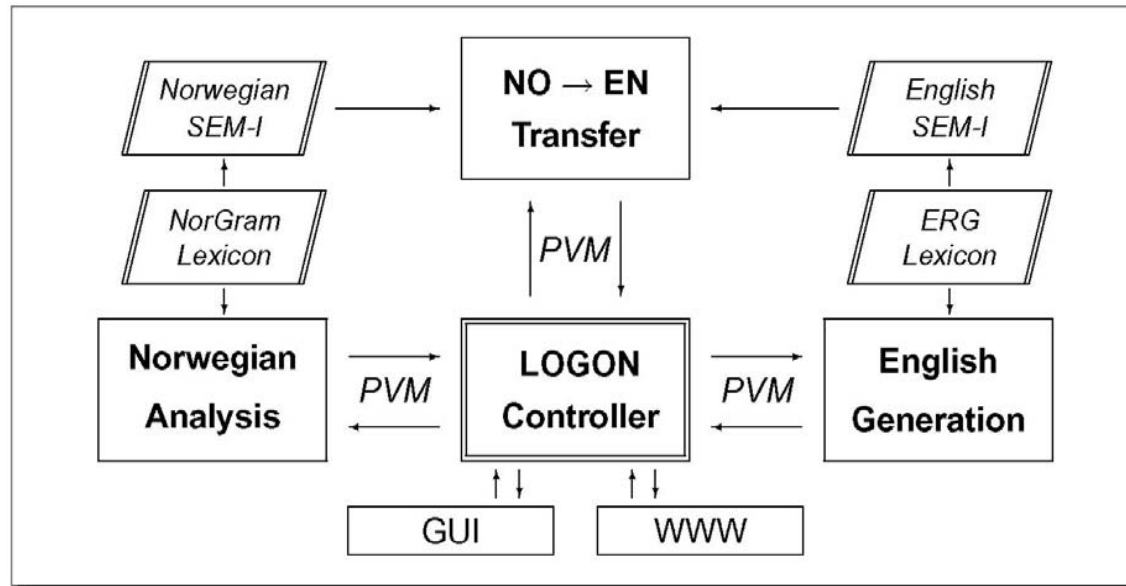 Norwegian
SEM-I
NO → EN
Transfer
English
SEM-I
NorGram
Lexicon
PVM
ERG
Lexicon
Norwegian
Analysis
PVM
LOGON
Controller
PVM
English
Generation
GUI
WWW